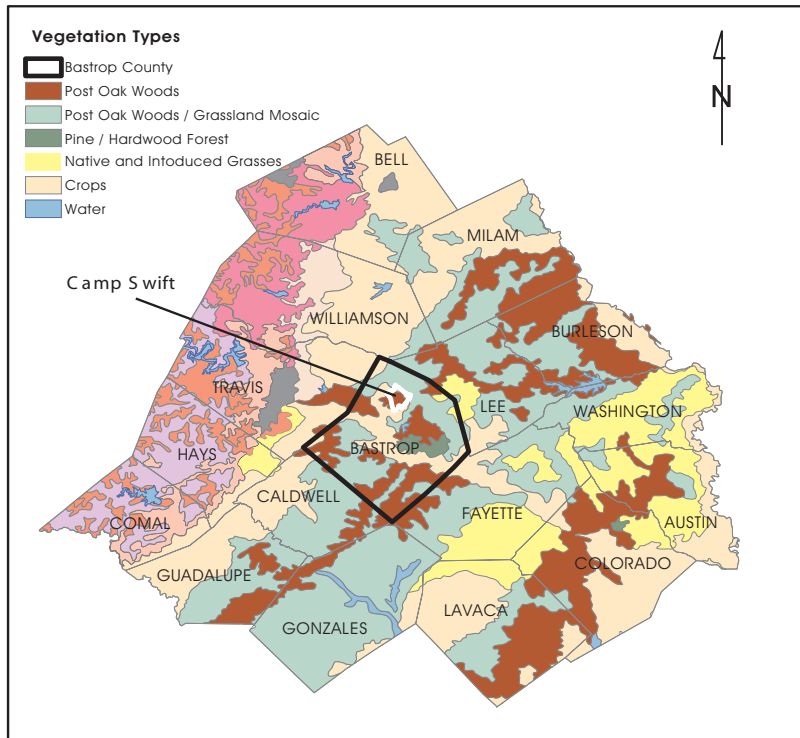 Vegetation Types
Bastrop County
Post Oak Woods
Post Oak Woods / Grassland Mosaic
Pine / Hardwood Forest
Native and Intoduced Grasses
Crops
Water
N
BELL
MILAM
Camp Swift
WILLIAMSON
BURLESON
TRAVIS
LEE
WASHINGTON
HAYS
BASTROP
CALDWELL
FAYETTE
COMAL
AUSTIN
COLORADO
GUADALUPE
LAVACA
GONZALES